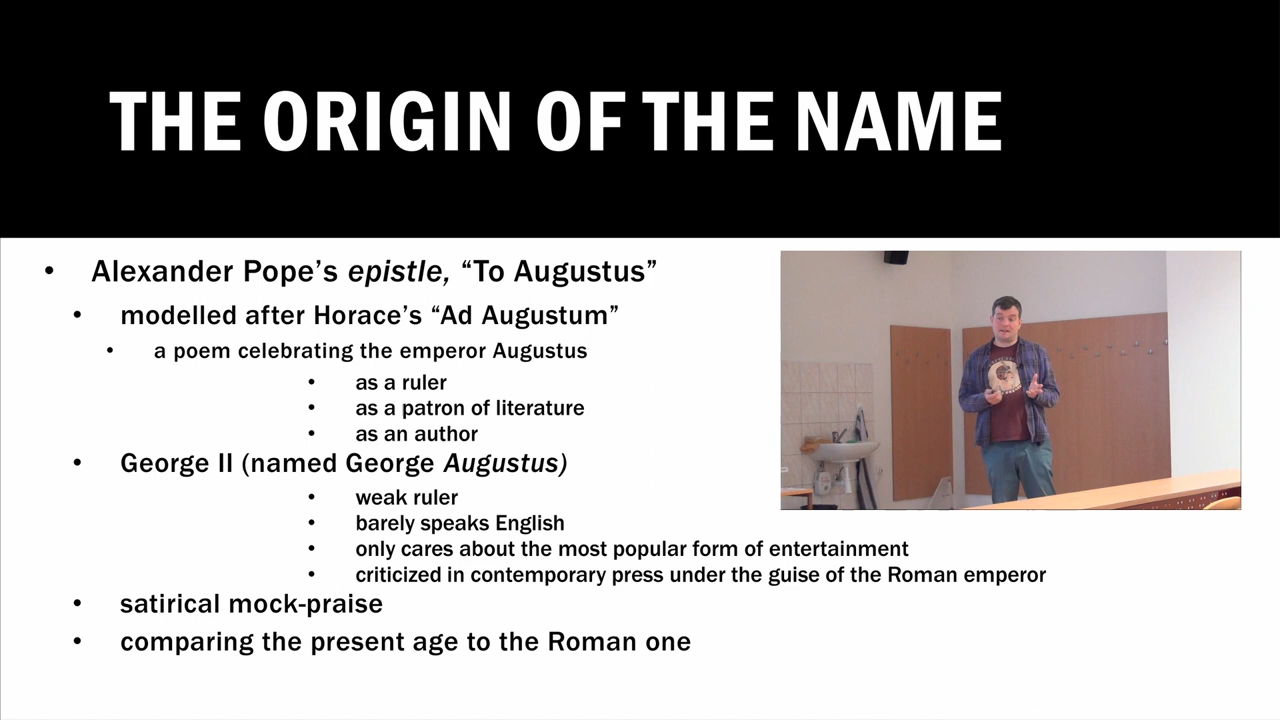 THE ORIGIN OF THE NAME
• Alexander Pope’s epistle, “To Augustus”
• modelled after Horace’s “Ad Augustum”
• a poem celebrating the emperor Augustus
• as a ruler
• as a patron of literature
• as an author
• George II (named George Augustus)
• weak ruler
• barely speaks English
• only cares about the most popular form of entertainment
• criticized in contemporary press under the guise of the Roman emperor
• satirical mock-praise
• comparing the present age to the Roman one